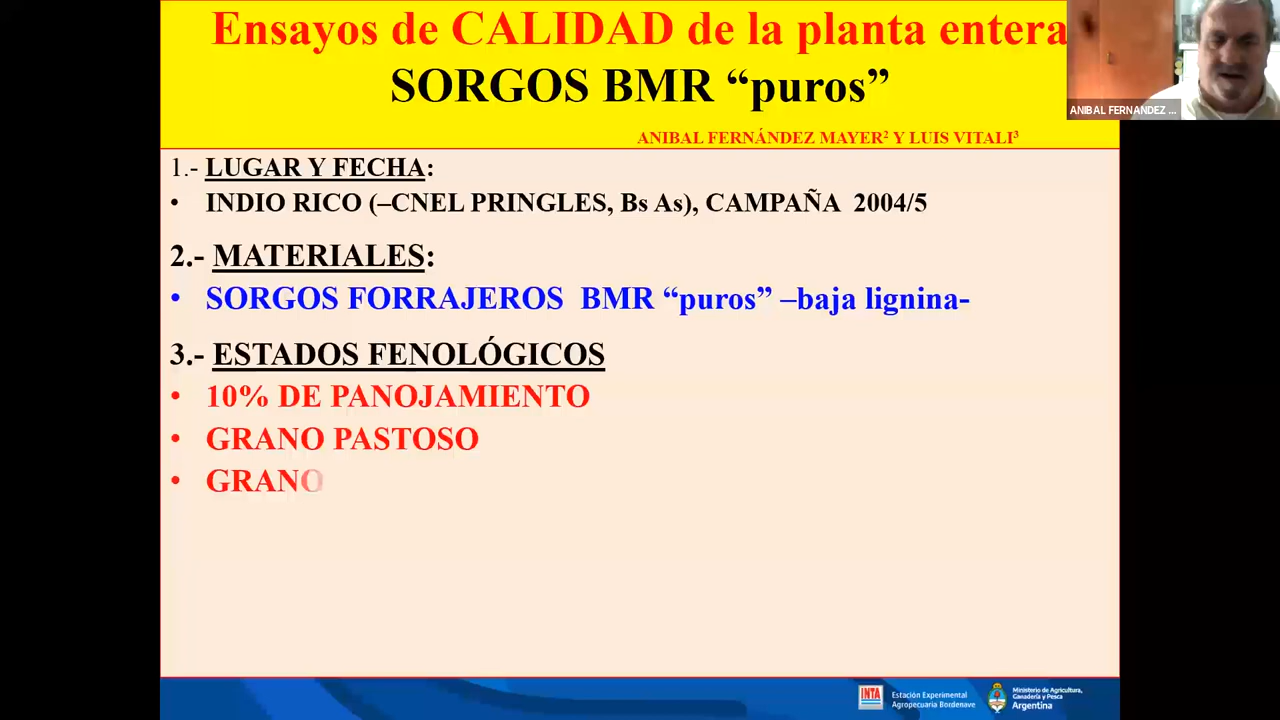 Ensayos de CALIDAD de la planta entera
SORGOS BMR “puros”
ANIBAL FERNÁNDEZ MAYER² Y LUIS VITALI³
ANIBAL FERNANDEZ ...
1.- LUGAR Y FECHA:
• INDIO RICO (–CNEL PRINGLES, Bs As), CAMPAÑA 2004/5
2.- MATERIALES:
• SORGOS FORRAJEROS BMR “puros” –baja lignina-
3.- ESTADOS FENOLÓGICOS
• 10% DE PANOJAMIENTO
• GRANO PASTOSO
• GRANO
INTA
Estación Experimental
Agropecuaria Bordenave
Ministerio de Agricultura,
Ganadería y Pesca
Argentina